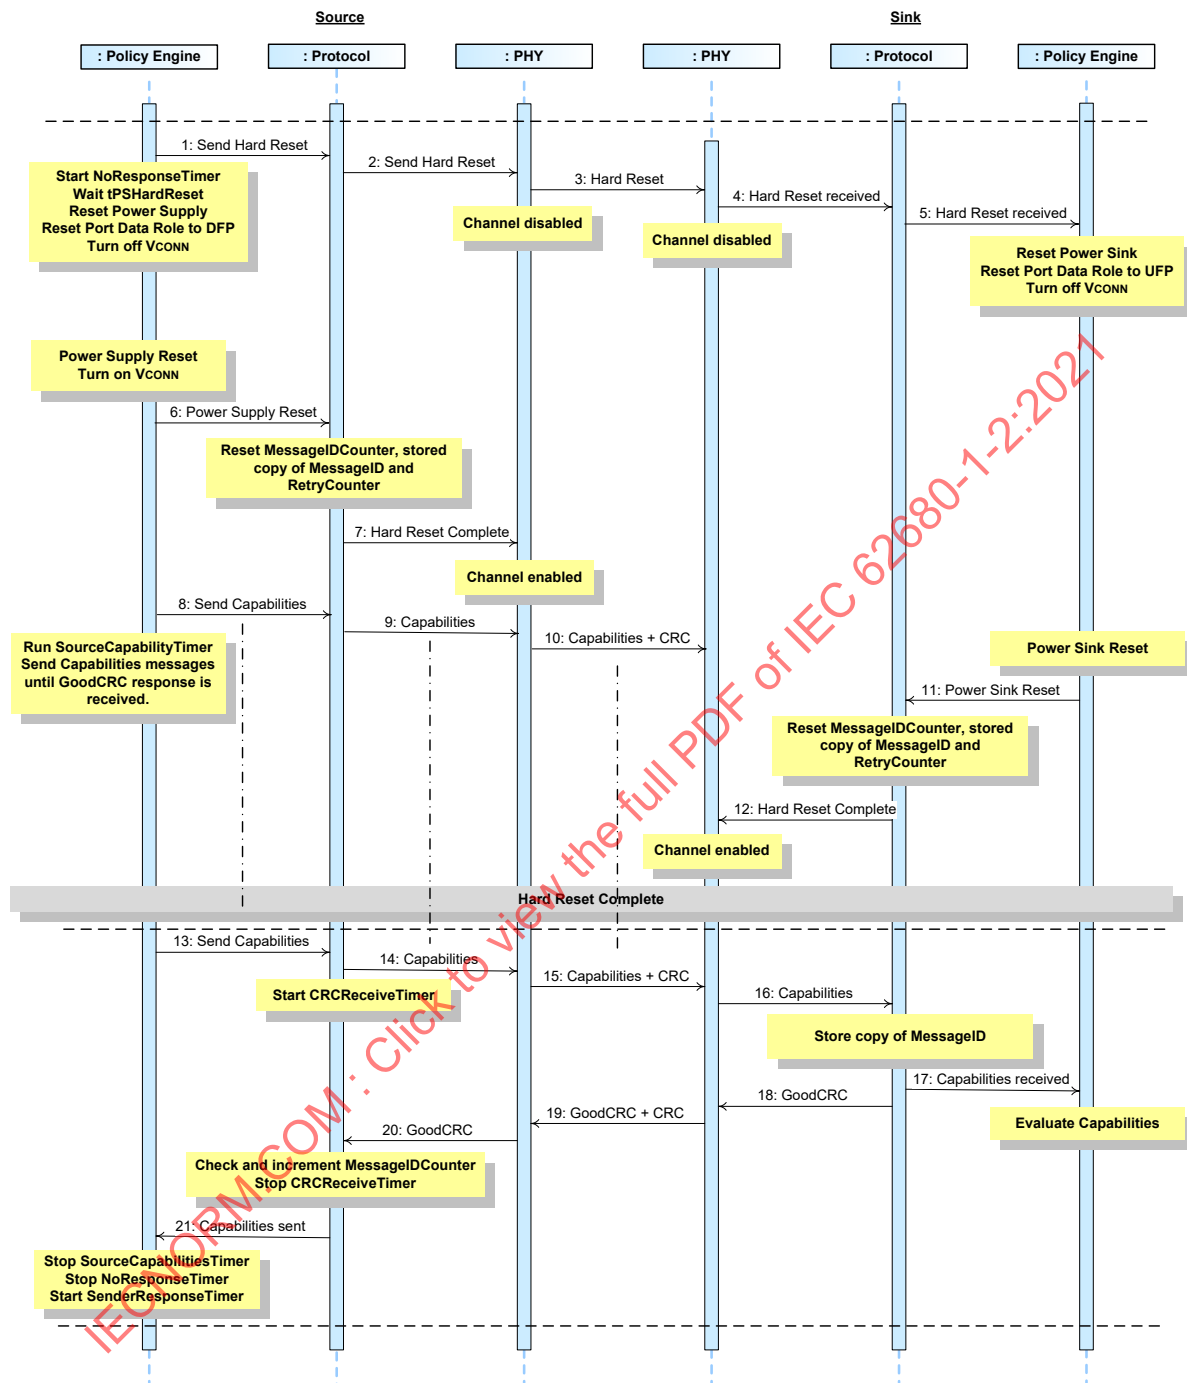 Source
Sink
: Policy Engine
: Protocol
: PHY
: PHY
: Protocol
: Policy Engine
1: Send Hard Reset
Start NoResponseTimer
Wait tPSHardReset
Reset Power Supply
Reset Port Data Role to DFP
Turn off VCONN
2: Send Hard Reset
3: Hard Reset
Channel disabled
4: Hard Reset received
Channel disabled
5: Hard Reset received
Reset Power Sink
Reset Port Data Role to UFP
Turn off VCONN
Power Supply Reset
Turn on VCONN
6: Power Supply Reset
Reset MessageIDCounter, stored
copy of MessageID and
RetryCounter
7: Hard Reset Complete
Channel enabled
8: Send Capabilities
9: Capabilities
10: Capabilities + CRC
Run SourceCapabilityTimer
Send Capabilities messages
until GoodCRC response is
received.
Power Sink Reset
11: Power Sink Reset
Reset MessageIDCounter, stored
copy of MessageID and
RetryCounter
12: Hard Reset Complete
Channel enabled
Hard Reset Complete
13: Send Capabilities
14: Capabilities
Start CRCReceiveTimer
15: Capabilities + CRC
16: Capabilities
Store copy of MessageID
17: Capabilities received
18: GoodCRC
Evaluate Capabilities
19: GoodCRC + CRC
20: GoodCRC
Check and increment MessageIDCounter
Stop CRCReceiveTimer
21: Capabilities sent
Stop SourceCapabilitiesTimer
Stop NoResponseTimer
Start SenderResponseTimer
IECNORM.COM : Click to view the full PDF of IEC 62680-1-2:2021